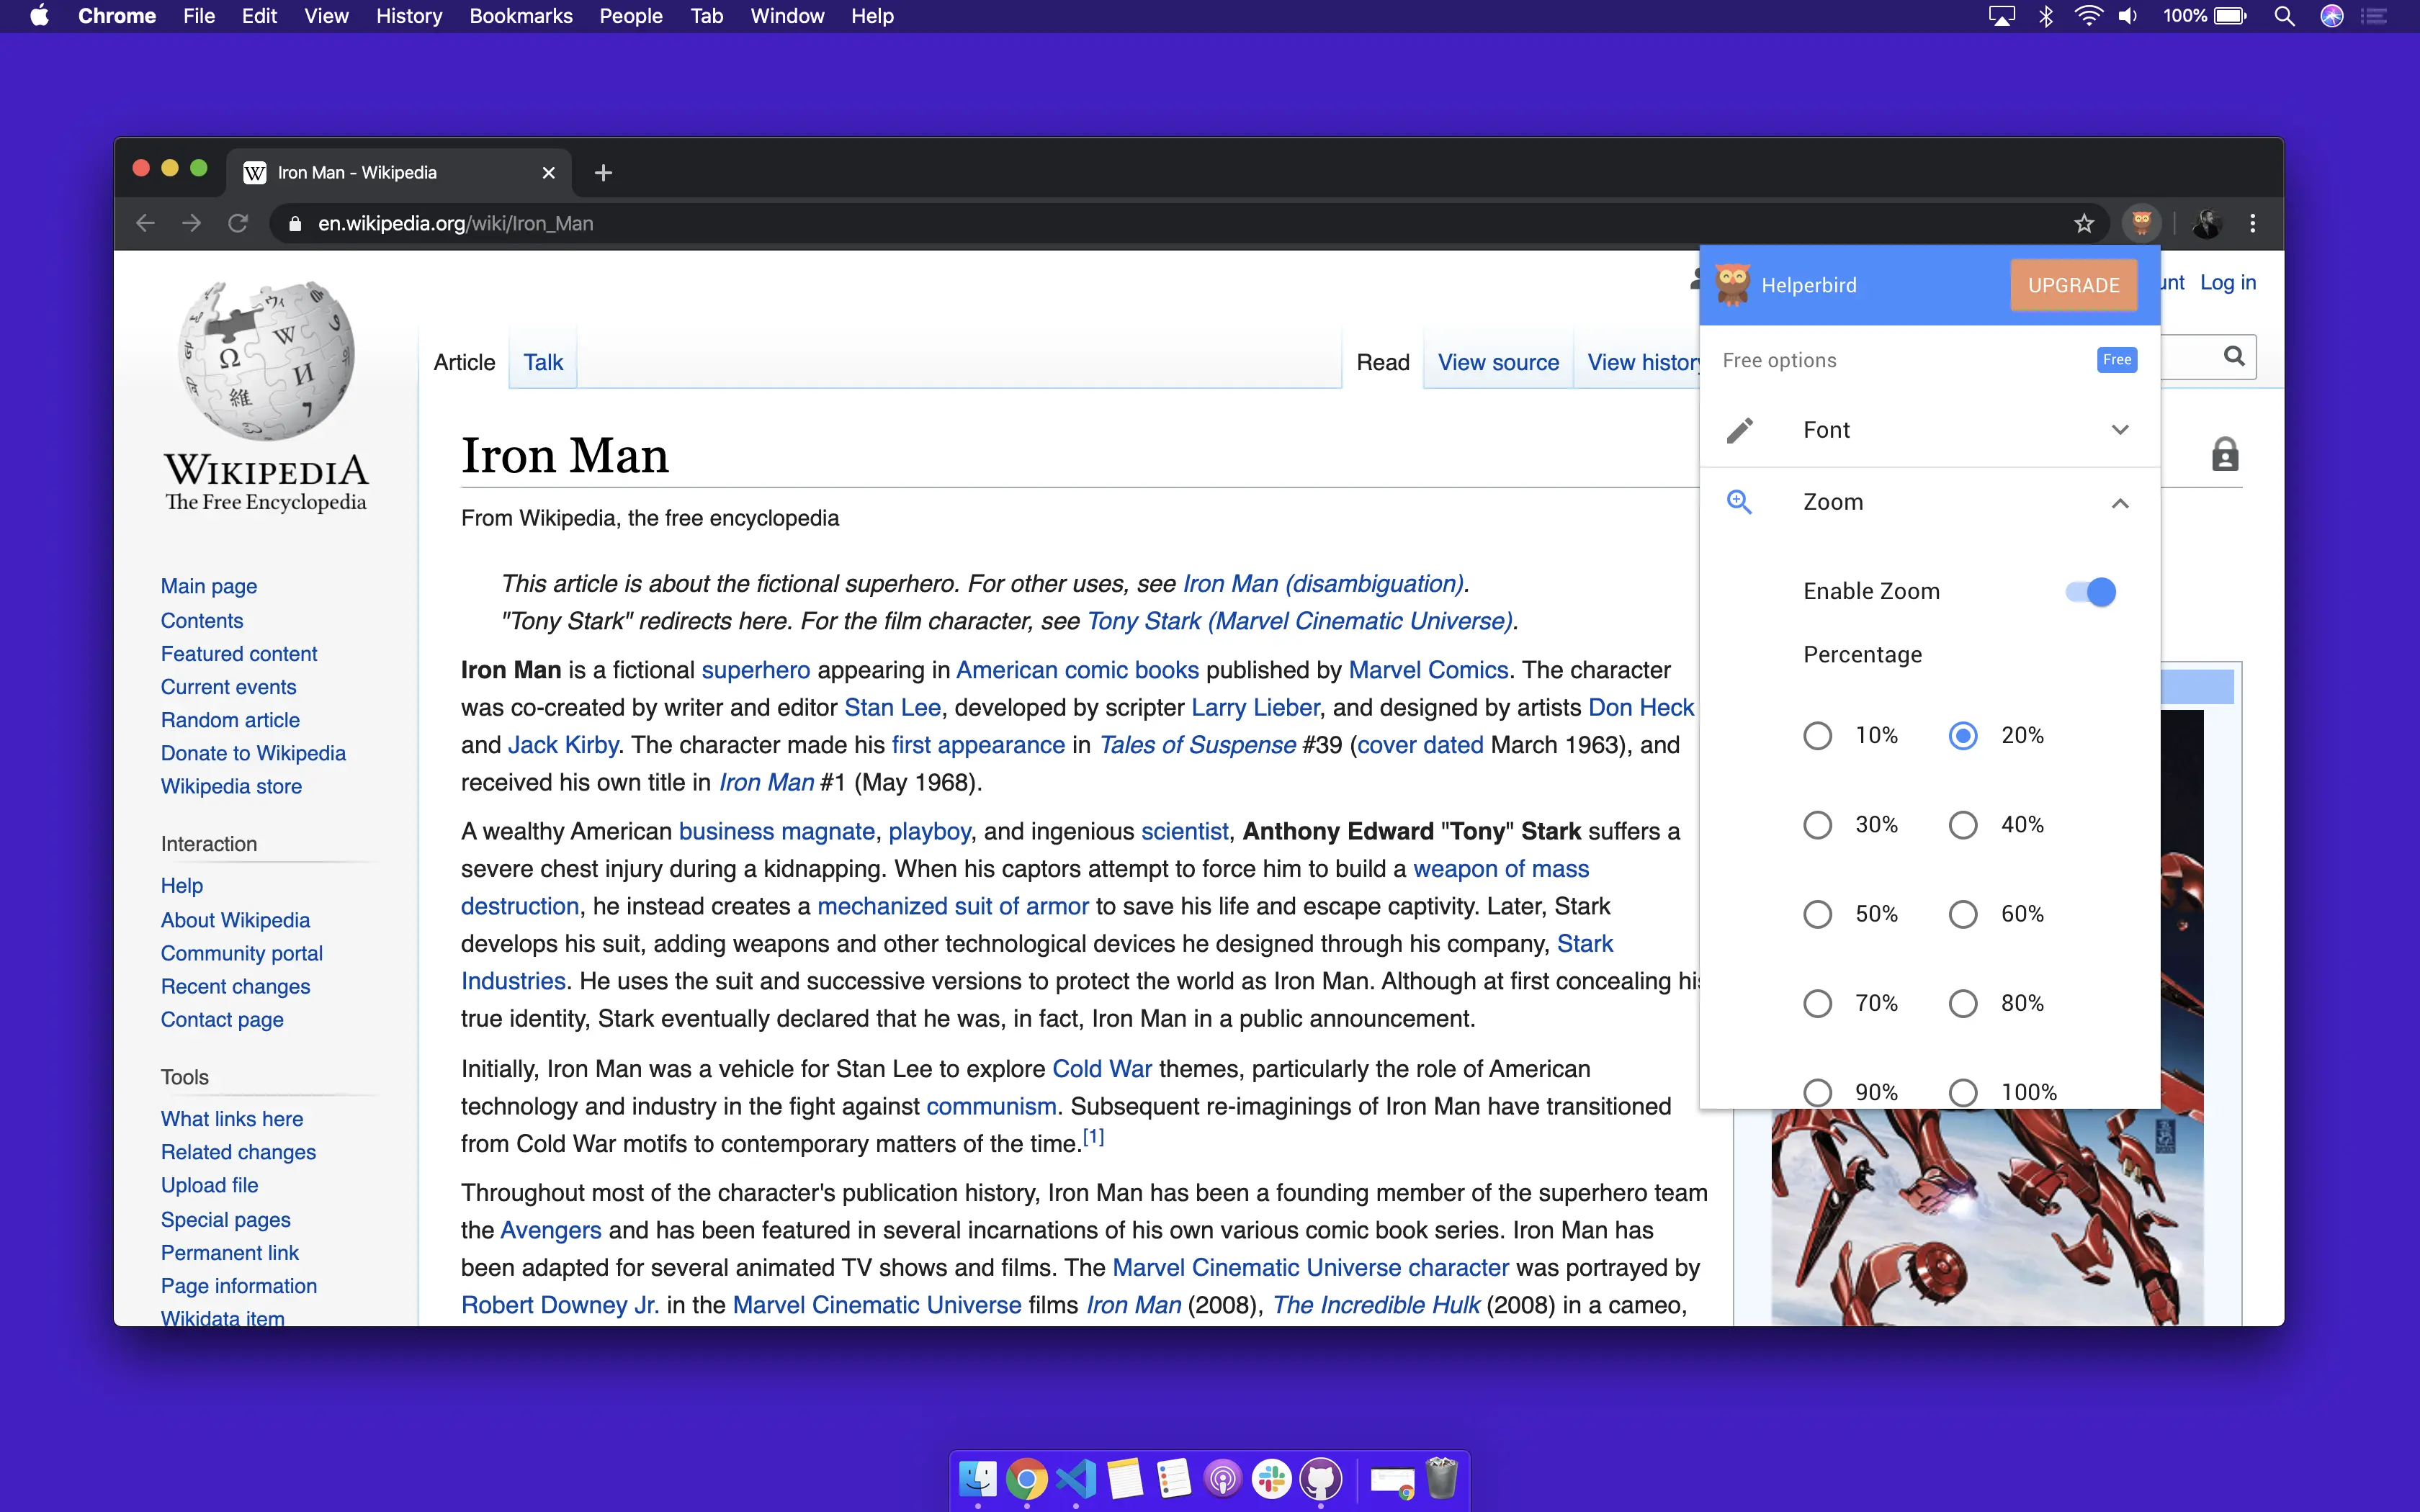 Chrome File Edit View History Bookmarks People Tab Window Help 100%
Iron Man - Wikipedia
en.wikipedia.org/wiki/Iron_Man
WIKIPEDIA
The Free Encyclopedia
Main page
Contents
Featured content
Current events
Random article
Donate to Wikipedia
Wikipedia store
Interaction
Help
About Wikipedia
Community portal
Recent changes
Contact page
Tools
What links here
Related changes
Upload file
Special pages
Permanent link
Page information
Wikidata item
Log in
Article Talk Read View source View history
Iron Man
From Wikipedia, the free encyclopedia
This article is about the fictional superhero. For other uses, see Iron Man (disambiguation).
"Tony Stark" redirects here. For the film character, see Tony Stark (Marvel Cinematic Universe).
Iron Man is a fictional superhero appearing in American comic books published by Marvel Comics. The character
was co-created by writer and editor Stan Lee, developed by scripter Larry Lieber, and designed by artists Don Heck
and Jack Kirby. The character made his first appearance in Tales of Suspense #39 (cover dated March 1963), and
received his own title in Iron Man #1 (May 1968).
A wealthy American business magnate, playboy, and ingenious scientist, Anthony Edward "Tony" Stark suffers a
severe chest injury during a kidnapping. When his captors attempt to force him to build a weapon of mass
destruction, he instead creates a mechanized suit of armor to save his life and escape captivity. Later, Stark
develops his suit, adding weapons and other technological devices he designed through his company, Stark
Industries. He uses the suit and successive versions to protect the world as Iron Man. Although at first concealing his
true identity, Stark eventually declared that he was, in fact, Iron Man in a public announcement.
Initially, Iron Man was a vehicle for Stan Lee to explore Cold War themes, particularly the role of American
technology and industry in the fight against communism. Subsequent re-imaginings of Iron Man have transitioned
from Cold War motifs to contemporary matters of the time.[1]
Throughout most of the character's publication history, Iron Man has been a founding member of the superhero team
the Avengers and has been featured in several incarnations of his own various comic book series. Iron Man has
been adapted for several animated TV shows and films. The Marvel Cinematic Universe character was portrayed by
Robert Downey Jr. in the Marvel Cinematic Universe films Iron Man (2008), The Incredible Hulk (2008) in a cameo,
Helperbird UPGRADE
Free options Free
Font
Zoom
Enable Zoom
Percentage
10% 20%
30% 40%
50% 60%
70% 80%
90% 100%